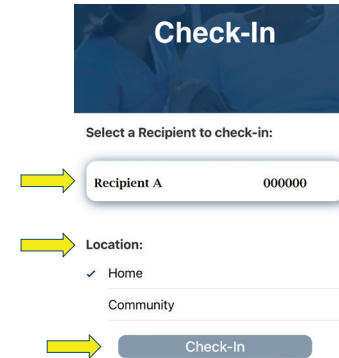 Check-In
Select a Recipient to check-in:
Recipient A 000000
Location:
Home
Community
Check-In